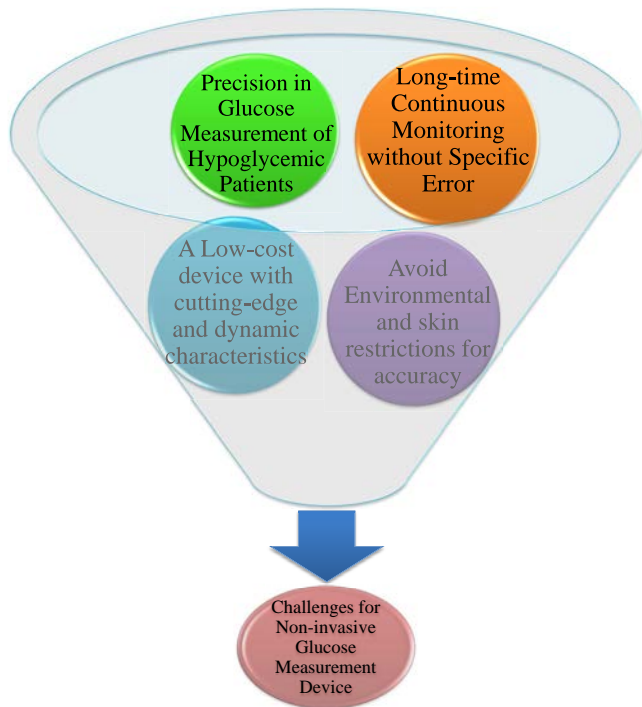 Precision in
Glucose
Measurement of
Hypoglycemic
Patients
Long-time
Continuous
Monitoring
without Specific
Error
A Low-cost
device with
cutting-edge
and dynamic
characteristics
Avoid
Environmental
and skin
restrictions for
accuracy
Challenges for
Non-invasive
Glucose
Measurement
Device